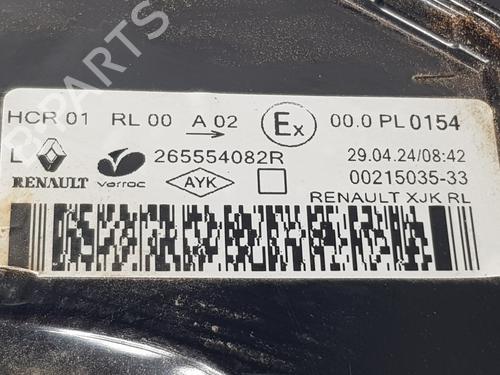 HCR 01 RL 00 A 02 Ex 00.0 PL 0154
L RENAULT varroc 265554082R AYK 29.04.24/08:42
00215035-33
RENAULT XJK RL